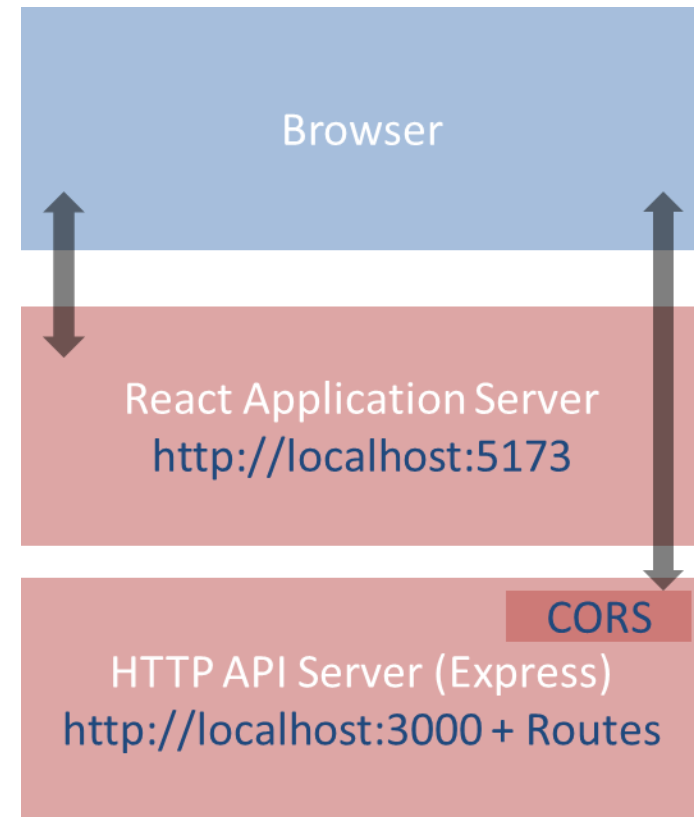 Browser
React Application Server
http://localhost:5173
CORS
HTTP API Server (Express)
http://localhost:3000 + Routes